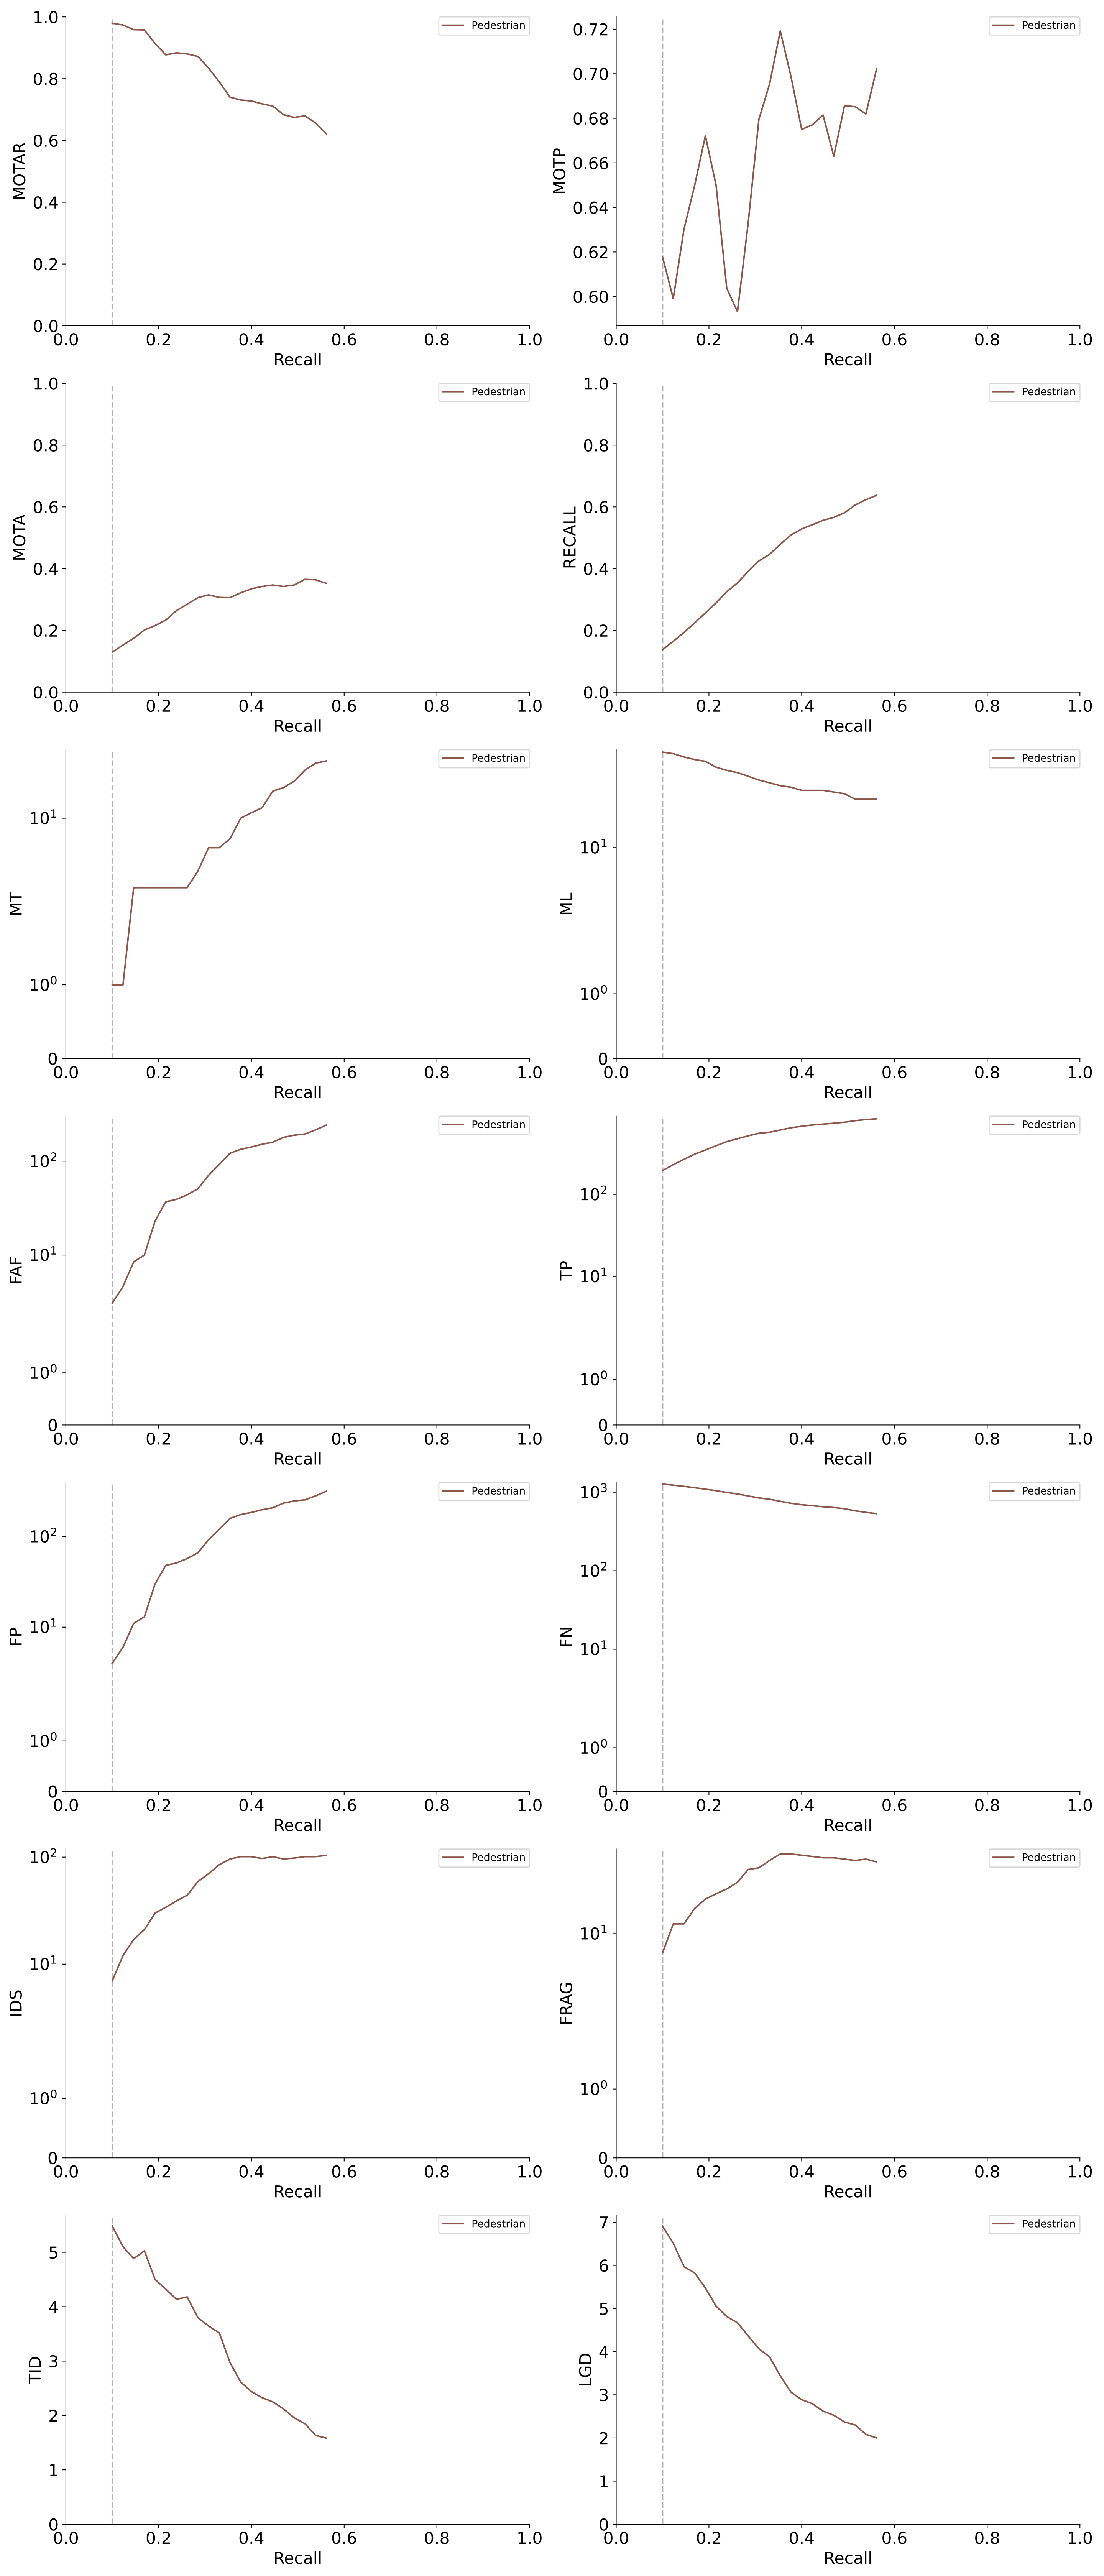 Pedestrian
MOTAR
1.0
0.8
0.6
0.4
0.2
0.0
0.0 0.2 0.4 0.6 0.8 1.0
Recall
Pedestrian
MOTP
0.72
0.70
0.68
0.66
0.64
0.62
0.60
0.0 0.2 0.4 0.6 0.8 1.0
Recall
Pedestrian
MOTA
1.0
0.8
0.6
0.4
0.2
0.0
0.0 0.2 0.4 0.6 0.8 1.0
Recall
Pedestrian
RECALL
1.0
0.8
0.6
0.4
0.2
0.0
0.0 0.2 0.4 0.6 0.8 1.0
Recall
Pedestrian
MT
10¹
10⁰
0
0.0 0.2 0.4 0.6 0.8 1.0
Recall
Pedestrian
ML
10¹
10⁰
0
0.0 0.2 0.4 0.6 0.8 1.0
Recall
Pedestrian
FAF
10²
10¹
10⁰
0
0.0 0.2 0.4 0.6 0.8 1.0
Recall
Pedestrian
TP
10²
10¹
10⁰
0
0.0 0.2 0.4 0.6 0.8 1.0
Recall
Pedestrian
FP
10²
10¹
10⁰
0
0.0 0.2 0.4 0.6 0.8 1.0
Recall
Pedestrian
FN
10³
10²
10¹
10⁰
0
0.0 0.2 0.4 0.6 0.8 1.0
Recall
Pedestrian
IDS
10²
10¹
10⁰
0
0.0 0.2 0.4 0.6 0.8 1.0
Recall
Pedestrian
FRAG
10¹
10⁰
0
0.0 0.2 0.4 0.6 0.8 1.0
Recall
Pedestrian
TID
5
4
3
2
1
0
0.0 0.2 0.4 0.6 0.8 1.0
Recall
Pedestrian
LGD
7
6
5
4
3
2
1
0
0.0 0.2 0.4 0.6 0.8 1.0
Recall